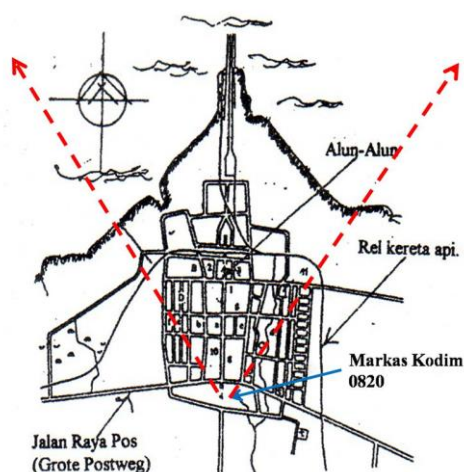 Alun-Alun
Rel kereta api.
Markas Kodim
0820
Jalan Raya Pos
(Grote Postweg)